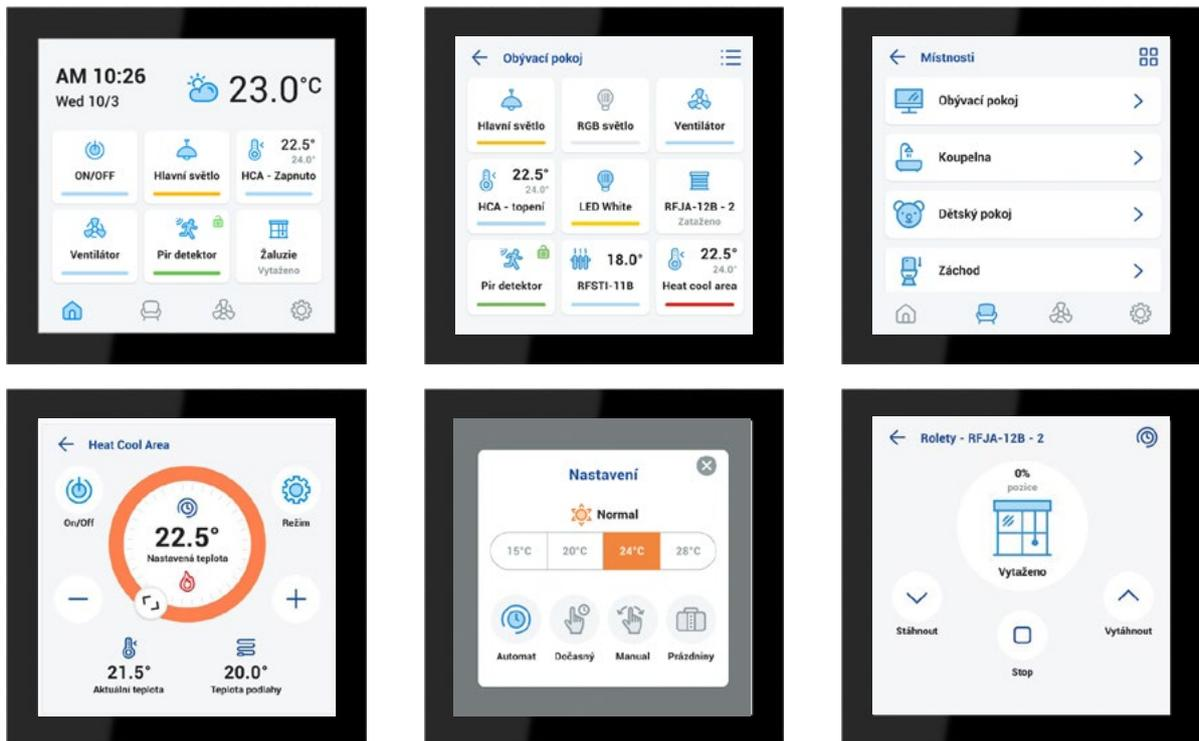 AM 10:26
Wed 10/3
23.0°C
ON/OFF
Hlavní světlo
22.5°
24.0°
HCA - Zapnuto
Ventilátor
Pir detektor
Žaluzie
Vytaženo
Obývací pokoj
Hlavní světlo
RGB světlo
Ventilátor
22.5°
24.0°
HCA - topení
LED White
RFJA-12B - 2
Zataženo
Pir detektor
18.0°
RFSTI-11B
22.5°
24.0°
Heat cool area
Místnosti
Obývací pokoj
Koupelna
Dětský pokoj
Záchod
Heat Cool Area
On/Off
Režim
22.5°
Nastavená teplota
21.5°
Aktuální teplota
20.0°
Teplota podlahy
Nastavení
Normal
15°C 20°C 24°C 28°C
Automat Dočasný Manual Prázdniny
Rolety - RFJA-12B - 2
0%
pozice
Vytaženo
Stáhnout
Vytáhnout
Stop